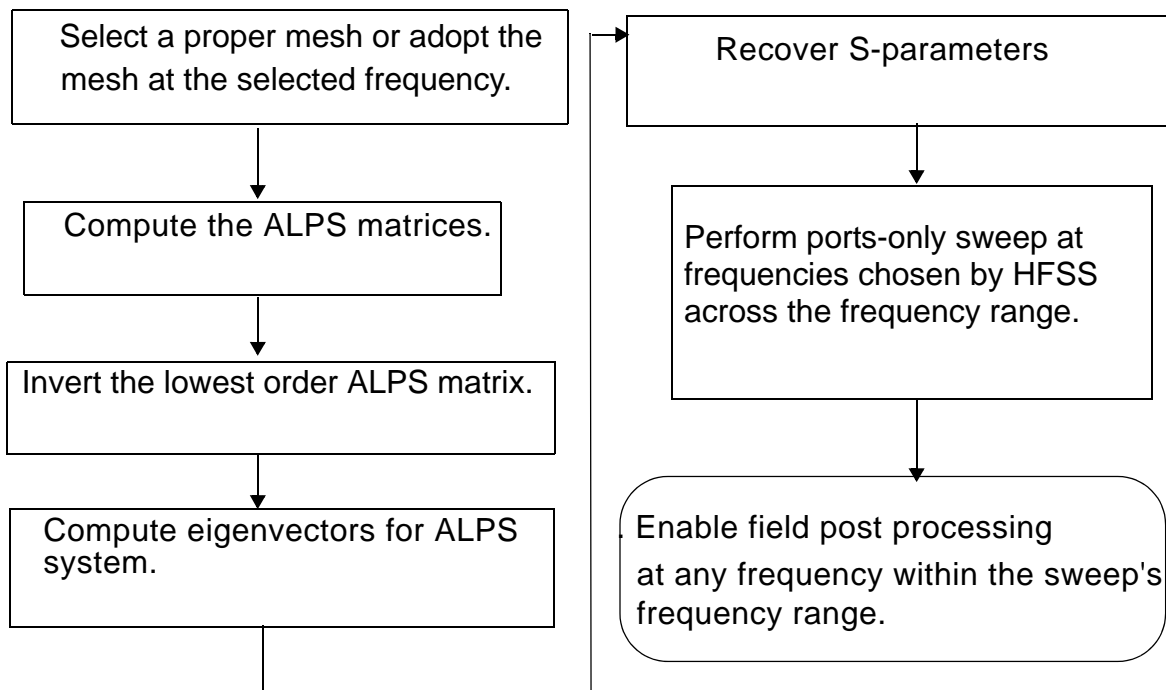 Select a proper mesh or adopt the
mesh at the selected frequency.
Compute the ALPS matrices.
Invert the lowest order ALPS matrix.
Compute eigenvectors for ALPS
system.
Recover S-parameters
Perform ports-only sweep at
frequencies chosen by HFSS
across the frequency range.
. Enable field post processing
at any frequency within the sweep's
frequency range.